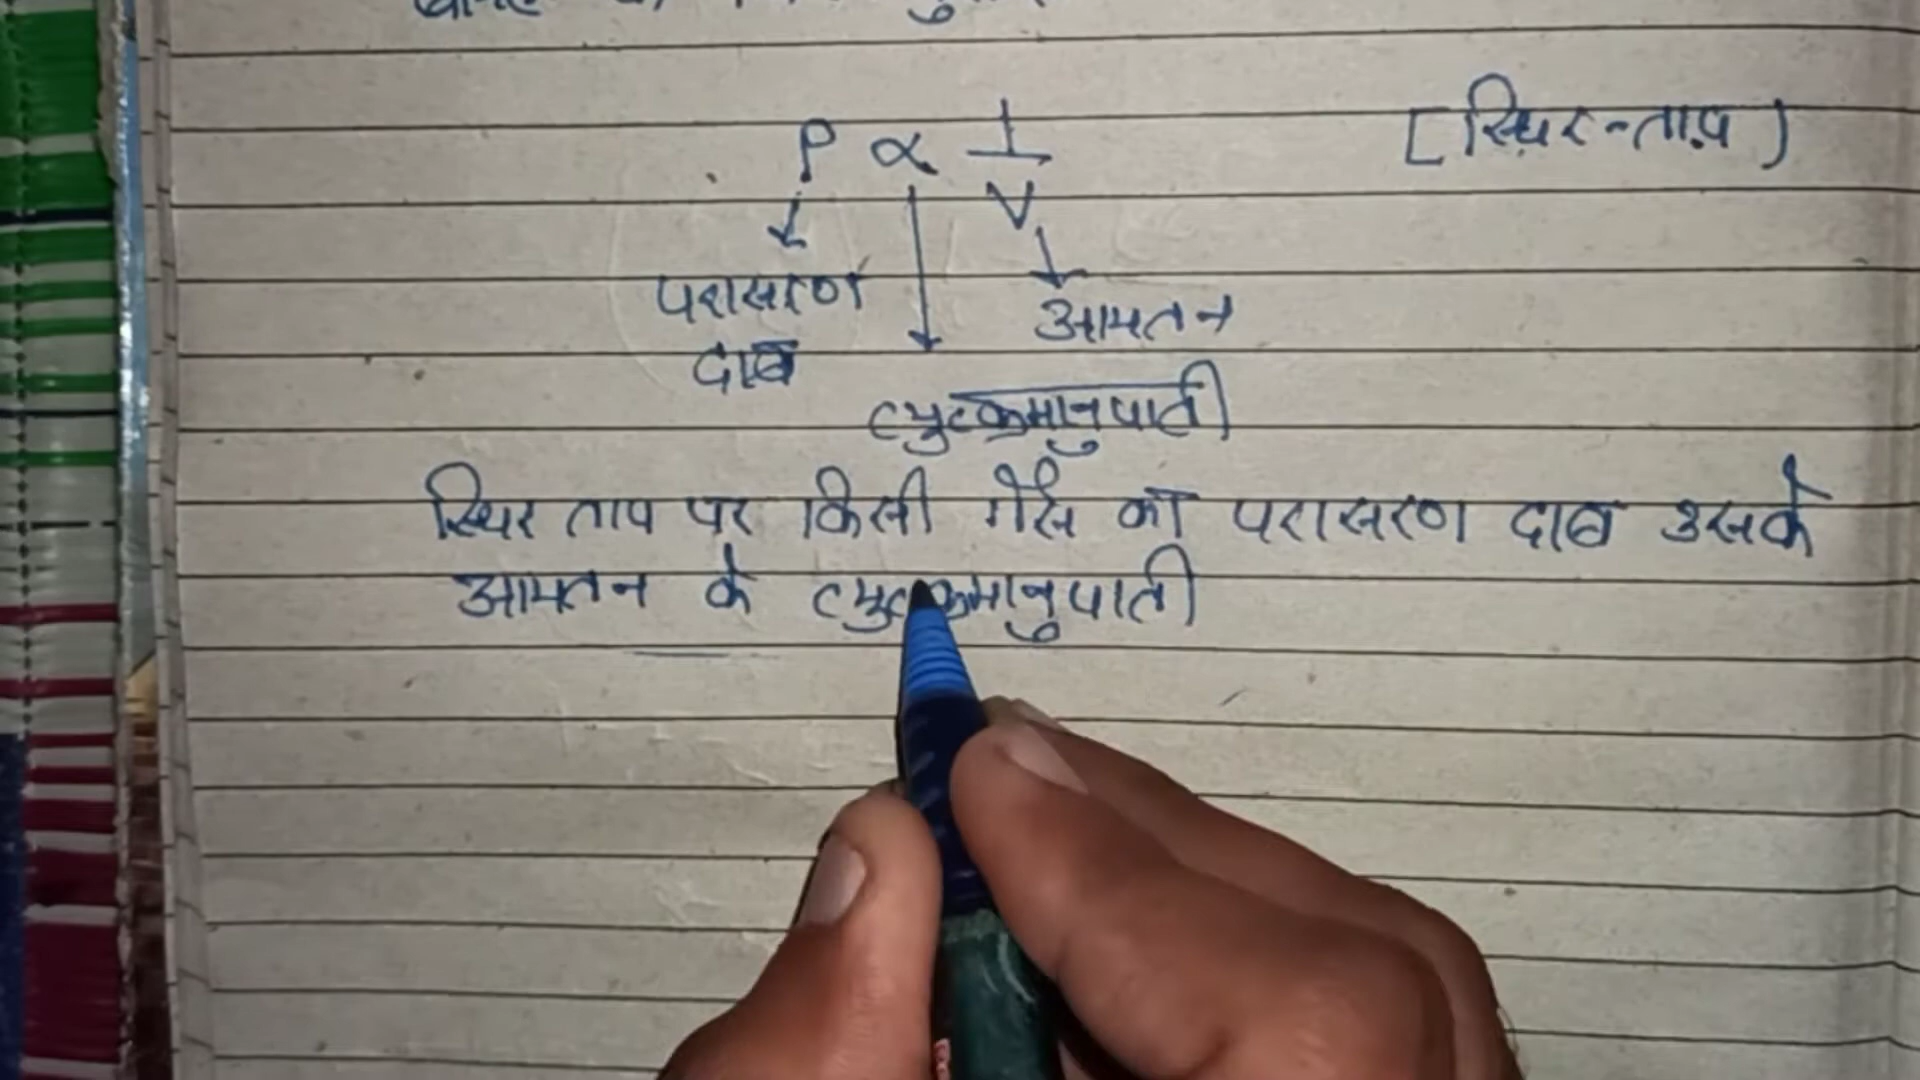 P ∝ 1/V [स्थिर-ताप)
परासरण आयतन
दाब
व्युत्क्रमानुपाती
स्थिर ताप पर किसी गैस का परासरण दाब उसके
आयतन के व्युत्क्रमानुपाती